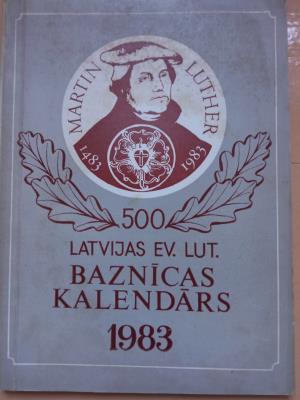 MARTIN LUTHER
1483 1983
500
LATVIJAS EV. LUT.
BAZNĪCAS
KALENDĀRS
1983